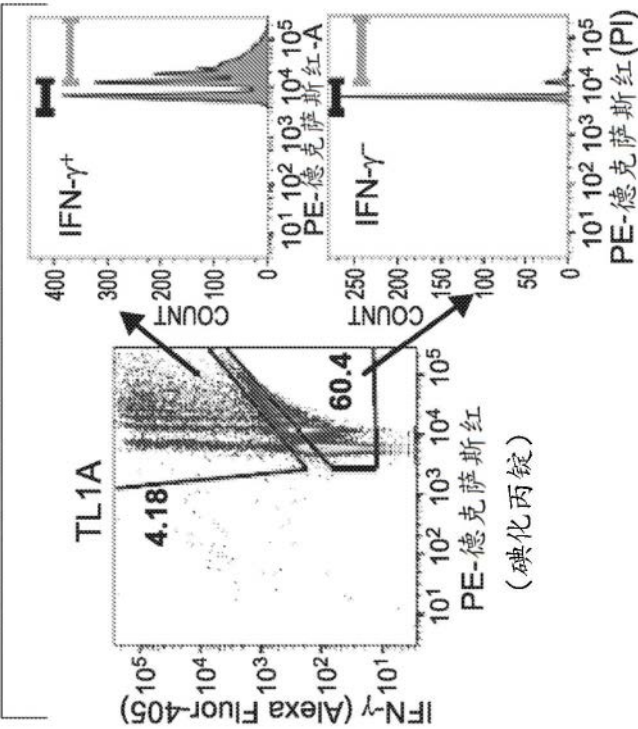 TL1A
IFN-γ (Alexa Fluor-405)
10⁵
10⁴
10³
10²
10¹
4.18
60.4
10¹ 10² 10³ 10⁴ 10⁵
PE-德克萨斯红
(碘化丙锭)
IFN-γ⁺
COUNT
400
300
200
100
0
10¹ 10² 10³ 10⁴ 10⁵
PE-德克萨斯红-A
IFN-γ⁻
COUNT
250
200
150
100
50
0
10¹ 10² 10³ 10⁴ 10⁵
PE-德克萨斯红(PI)